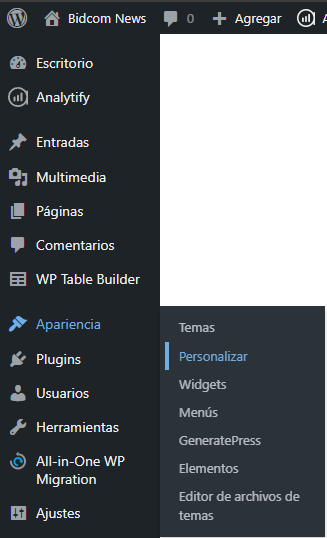 Bidcom News 0 Agregar
Escritorio
Analytify
Entradas
Multimedia
Páginas
Comentarios
WP Table Builder
Apariencia
Temas
Personalizar
Widgets
Menús
GeneratePress
Elementos
Editor de archivos de
temas
Plugins
Usuarios
Herramientas
All-in-One WP
Migration
Ajustes